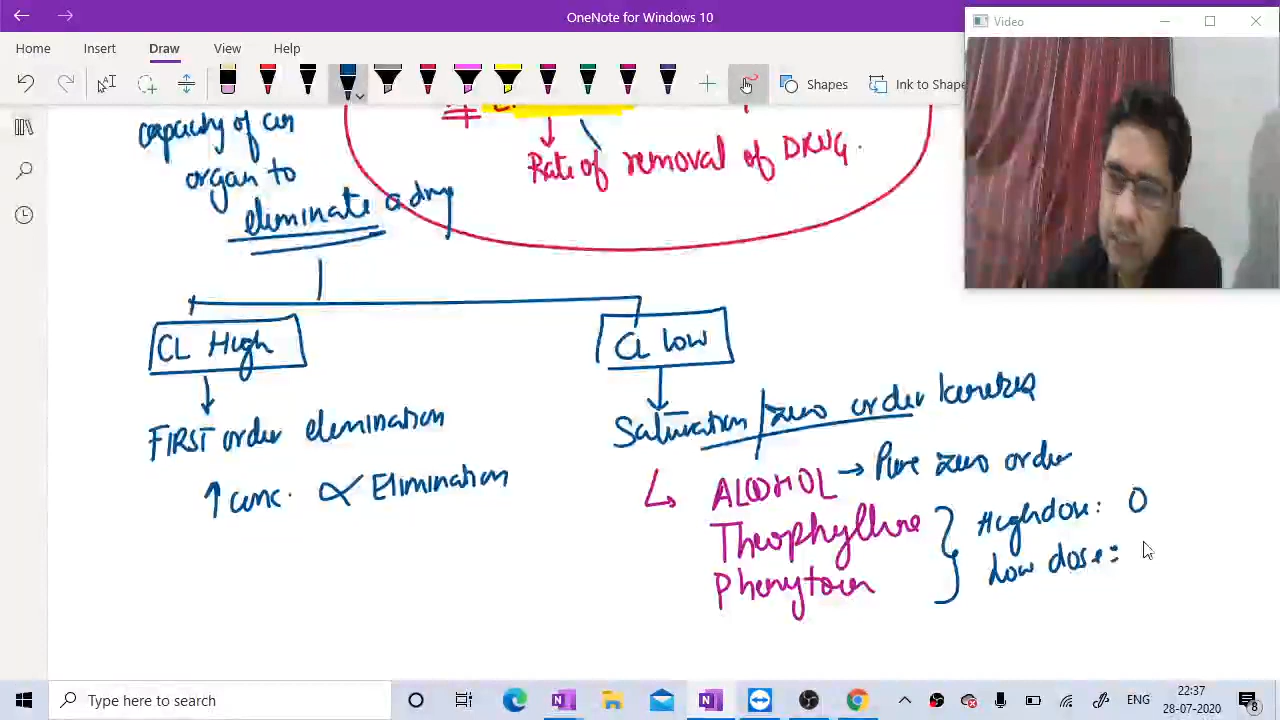 OneNote for Windows 10
Video
Home Insert Draw View Help
Shapes
Ink to Shape
capacity of an
organ to
eliminate a drug
Rate of removal of DRUG.
CL High
FIRST order elimination
↑ conc. ∝ Elimination
CL low
Saturation / zero order kinetics
↳ ALCOHOL → Pure zero order
Theophylline
Phenytoin
High dose: 0
Low dose:
Type here to search
ENG
22:37
28-07-2020
8